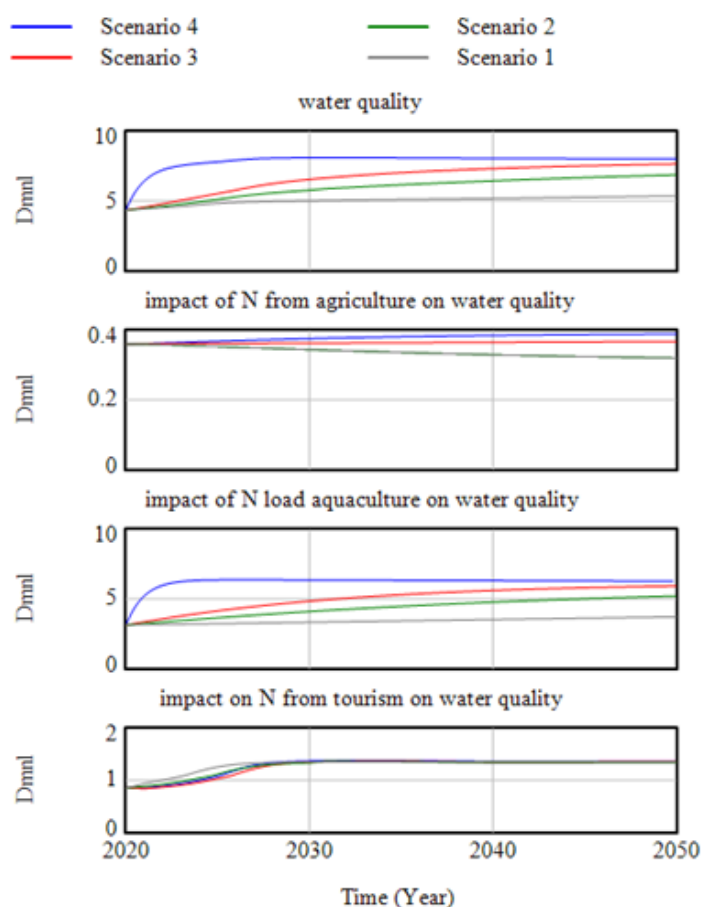 Scenario 4 Scenario 2
Scenario 3 Scenario 1
water quality
10
5
0
Dmnl
impact of N from agriculture on water quality
0.4
0.2
0
Dmnl
impact of N load aquaculture on water quality
10
5
0
Dmnl
impact on N from tourism on water quality
2
1
0
Dmnl
2020 2030 2040 2050
Time (Year)